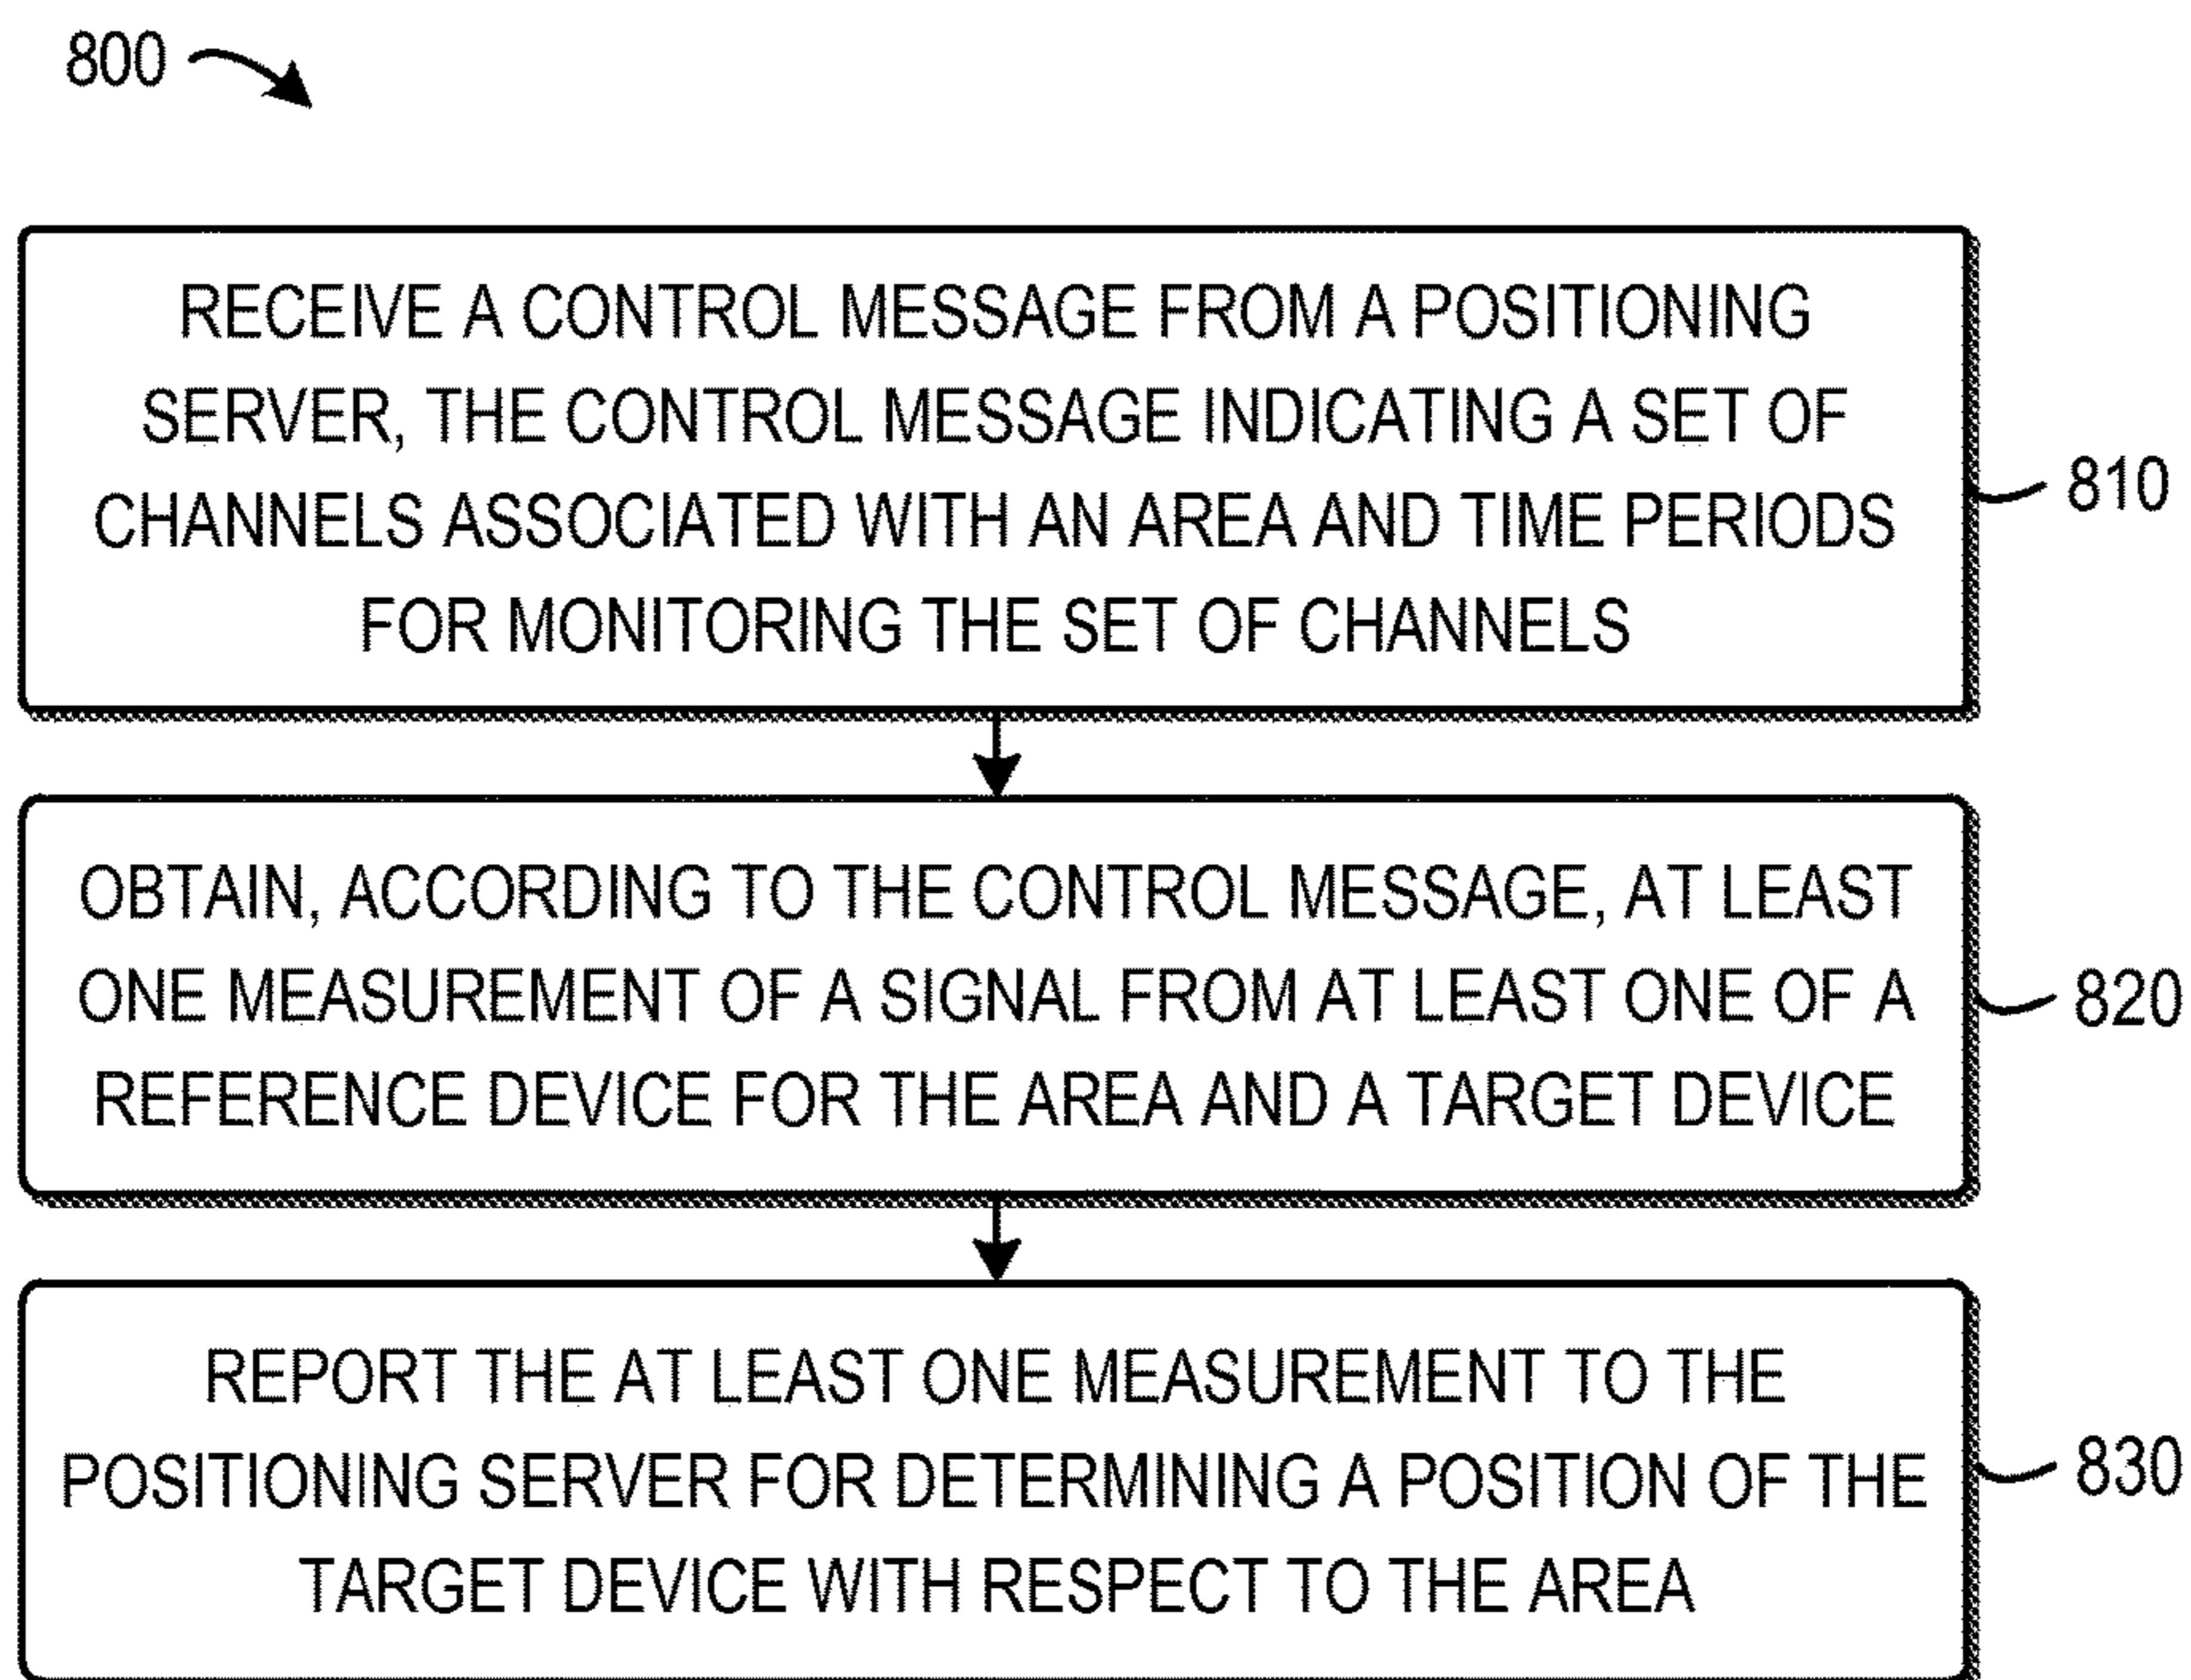 800
RECEIVE A CONTROL MESSAGE FROM A POSITIONING
SERVER, THE CONTROL MESSAGE INDICATING A SET OF
CHANNELS ASSOCIATED WITH AN AREA AND TIME PERIODS
FOR MONITORING THE SET OF CHANNELS
810
OBTAIN, ACCORDING TO THE CONTROL MESSAGE, AT LEAST
ONE MEASUREMENT OF A SIGNAL FROM AT LEAST ONE OF A
REFERENCE DEVICE FOR THE AREA AND A TARGET DEVICE
820
REPORT THE AT LEAST ONE MEASUREMENT TO THE
POSITIONING SERVER FOR DETERMINING A POSITION OF THE
TARGET DEVICE WITH RESPECT TO THE AREA
830